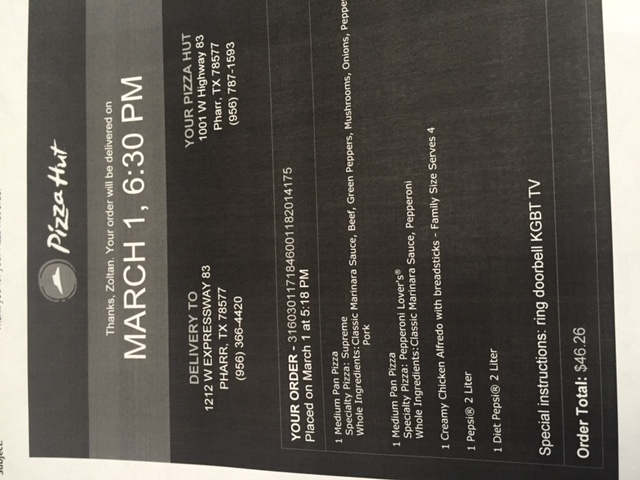 Subject:
Pizza Hut
Thanks, Zoltan. Your order will be delivered on
MARCH 1, 6:30 PM
DELIVERY TO
1212 W EXPRESSWAY 83
PHARR, TX 78577
(956) 366-4420
YOUR PIZZA HUT
1001 W Highway 83
Pharr, TX 78577
(956) 787-1593
YOUR ORDER - 3160301171846001182014175
Placed on March 1 at 5:18 PM
1 Medium Pan Pizza
Specialty Pizza: Supreme
Whole Ingredients:Classic Marinara Sauce, Beef, Green Peppers, Mushrooms, Onions, Peppe
Pork
1 Medium Pan Pizza
Specialty Pizza: Pepperoni Lover's®
Whole Ingredients:Classic Marinara Sauce, Pepperoni
1 Creamy Chicken Alfredo with breadsticks - Family Size Serves 4
1 Pepsi® 2 Liter
1 Diet Pepsi® 2 Liter
Special instructions: ring doorbell KGBT TV
Order Total: $46.26